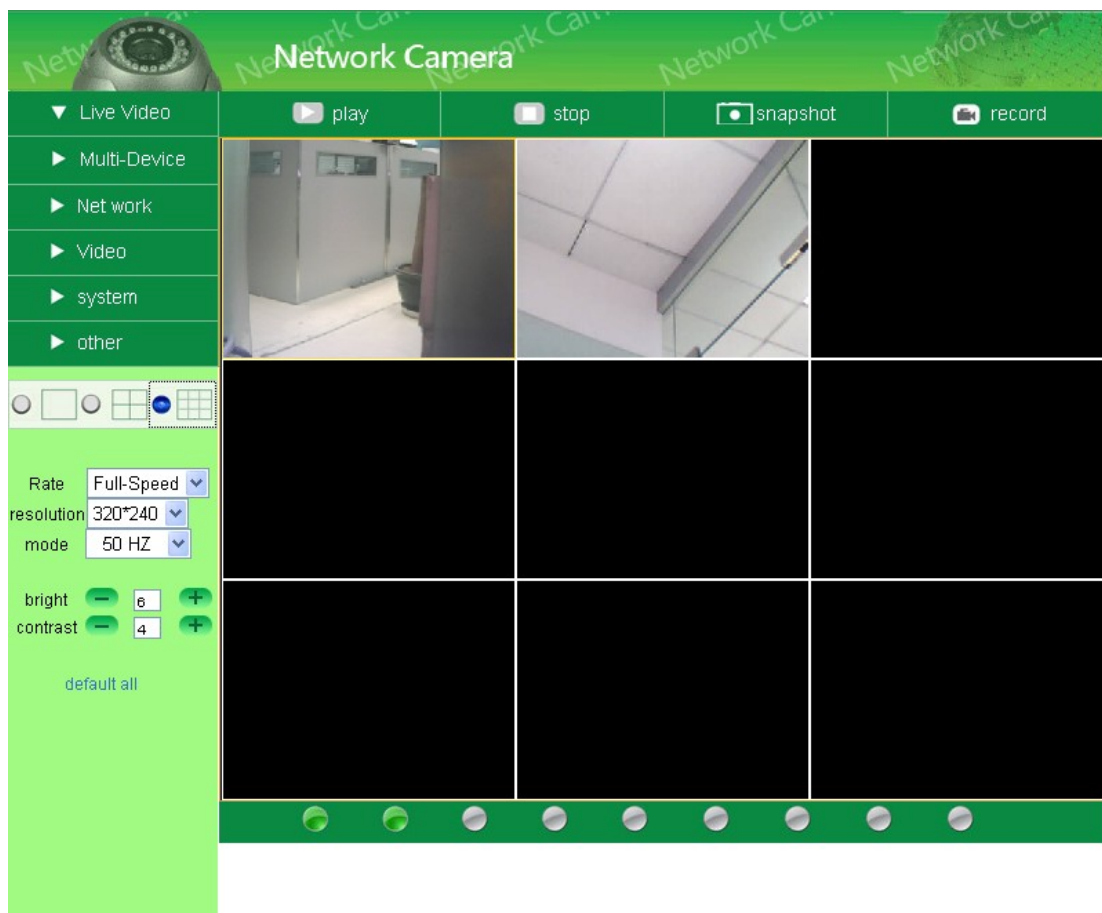 Network Camera
Live Video
play
stop
snapshot
record
Multi-Device
Net work
Video
system
other
Rate Full-Speed
resolution 320*240
mode 50 HZ
bright 6
contrast 4
default all